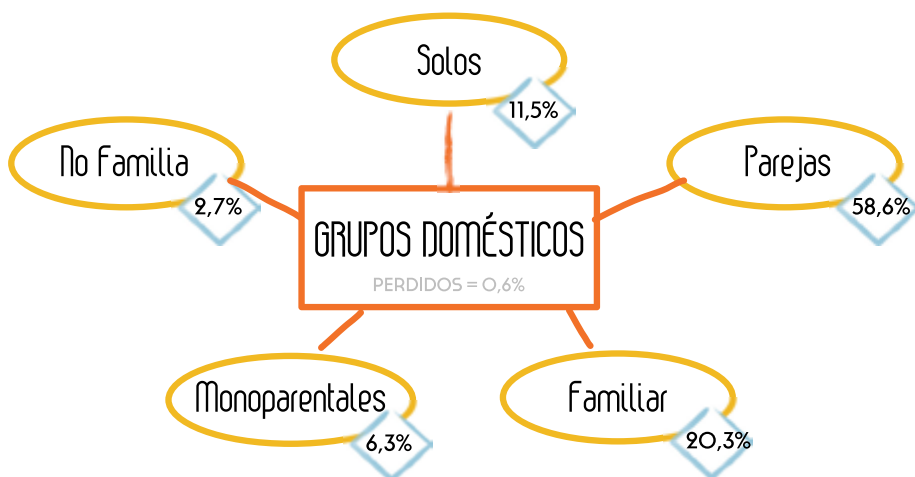 Solos
11,5%
No Familia
2,7%
Parejas
58,6%
GRUPOS DOMÉSTICOS
PERDIDOS = 0,6%
Monoparentales
6,3%
Familiar
20,3%